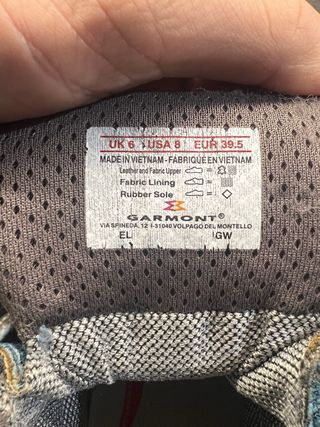 UK 6 USA 8 EUR 39.5
MADE IN VIETNAM - FABRIQUÉ EN VIETNAM
Leather and Fabric Upper = 
Fabric Lining =
Rubber Sole =
GARMONT®
VIA SPINEDA, 12 I-31040 VOLPAGO DEL MONTELLO
EL GW